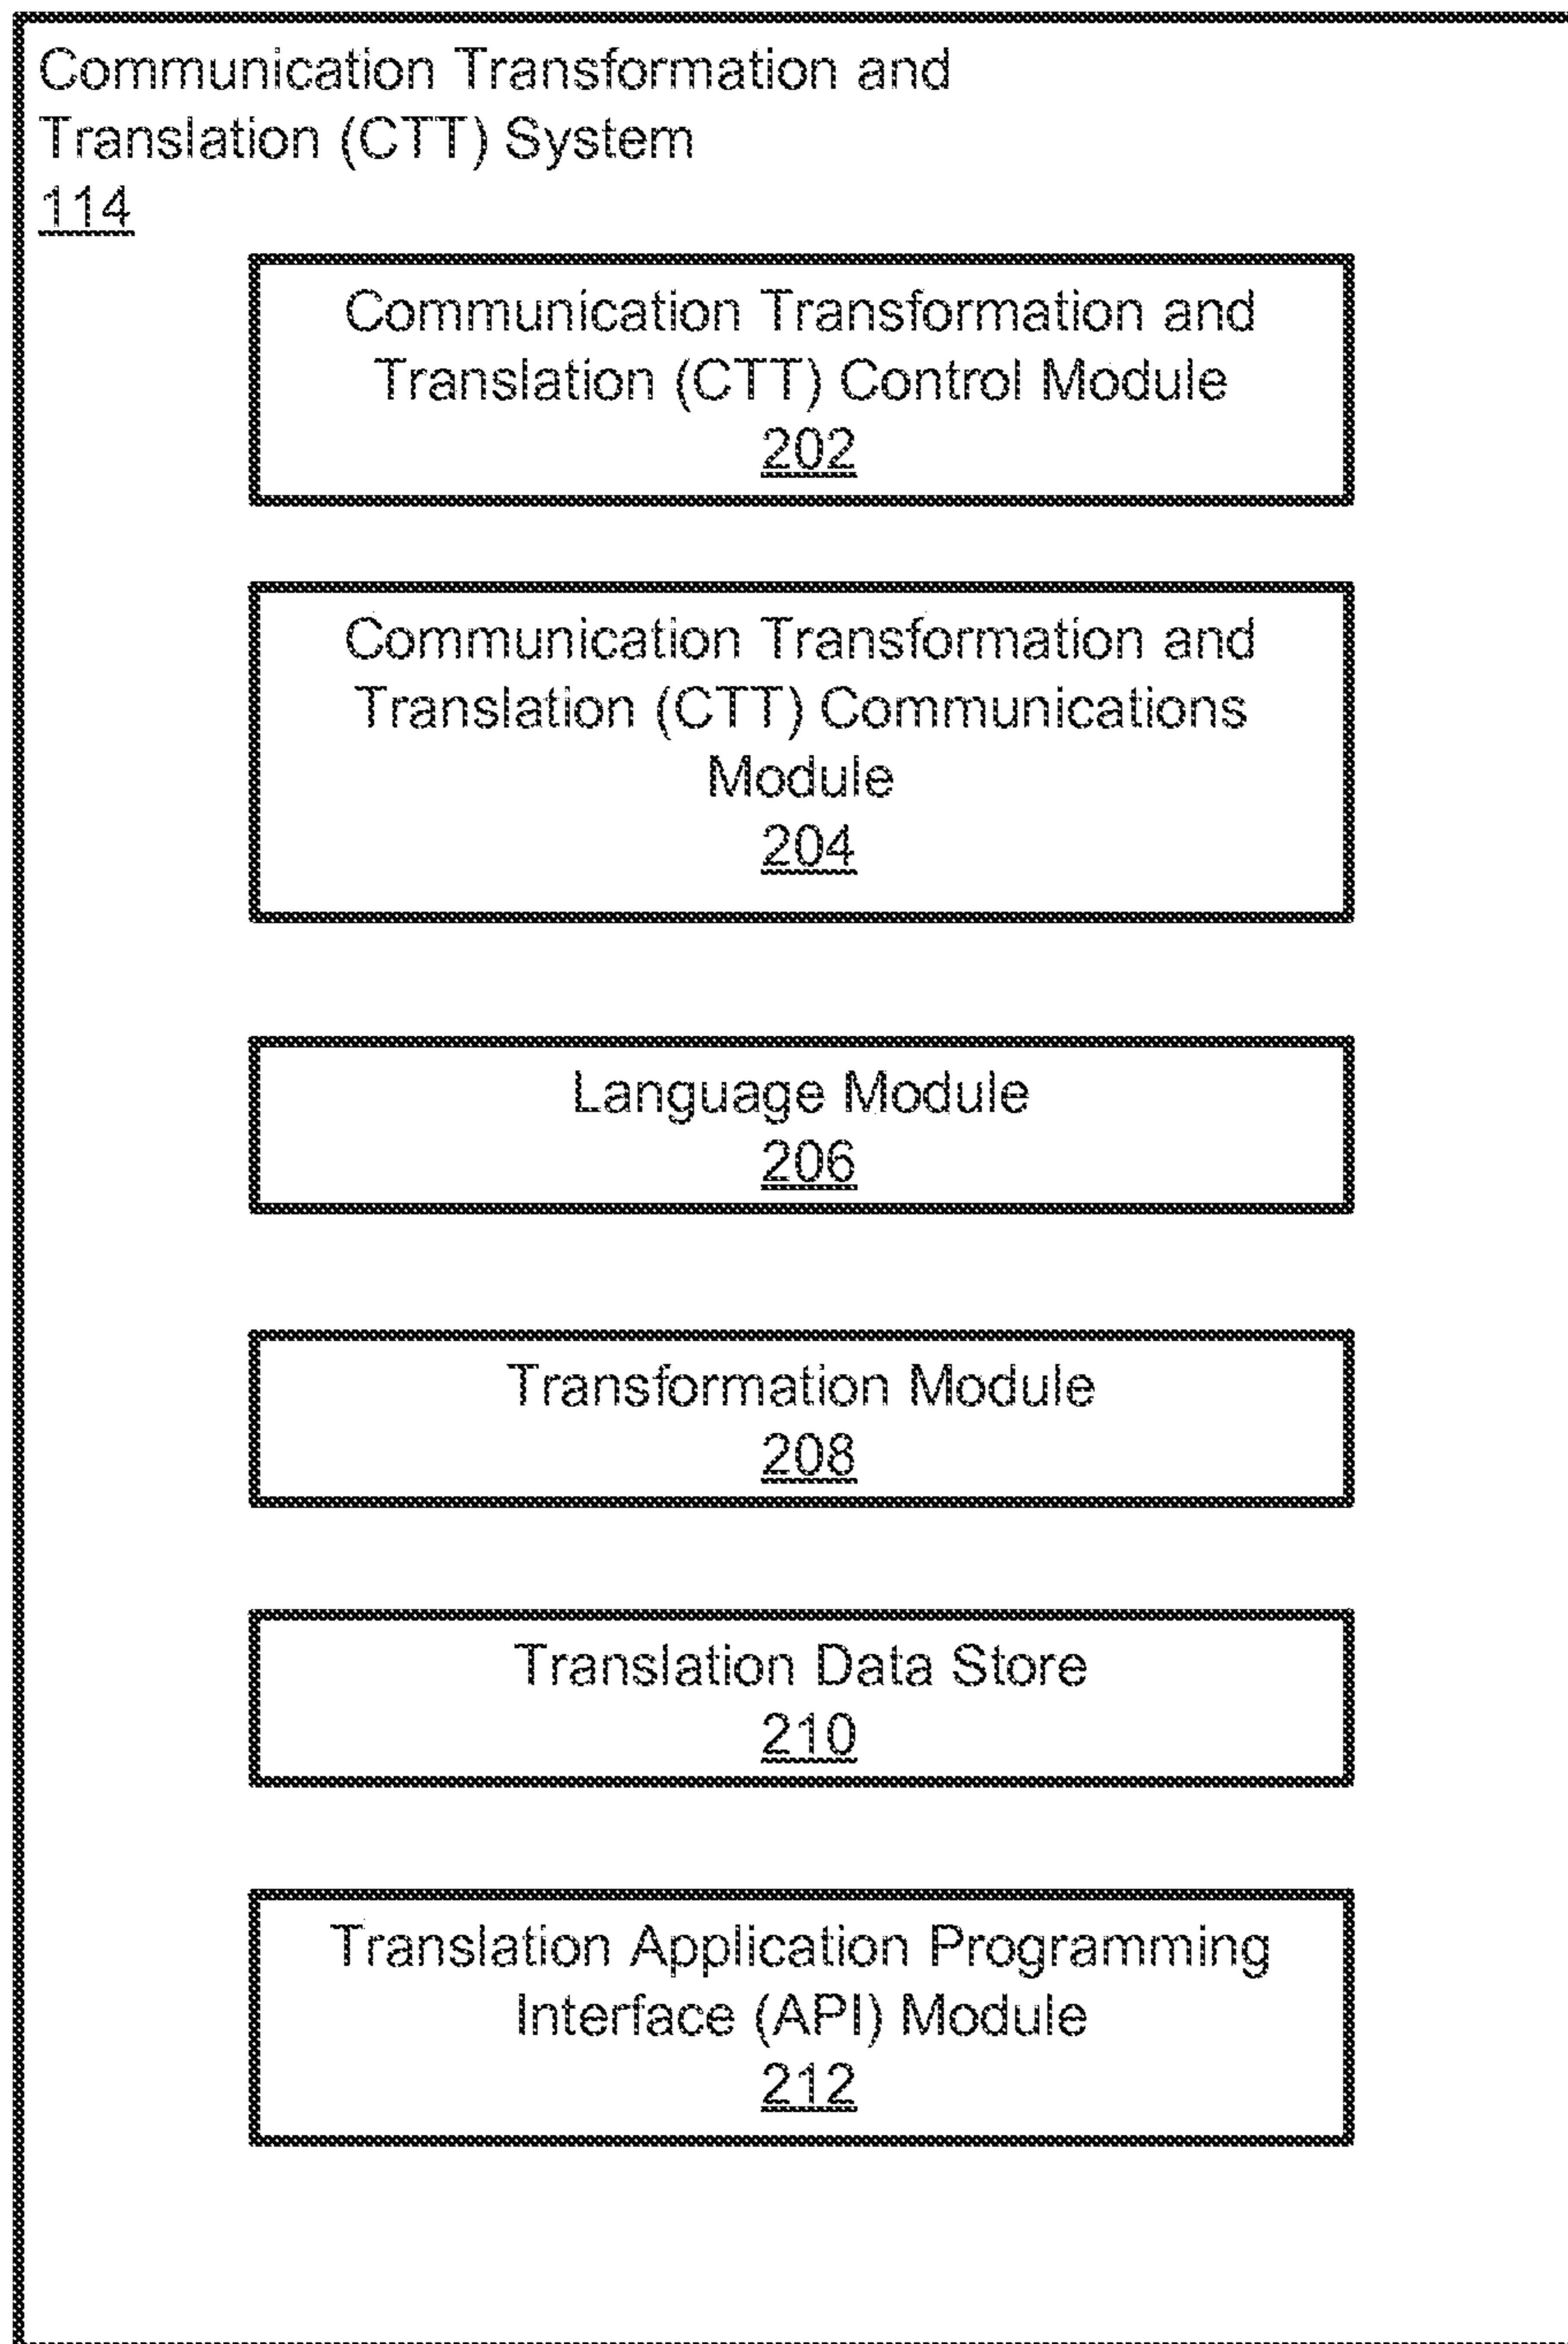 Communication Transformation and
Translation (CTT) System
114
Communication Transformation and
Translation (CTT) Control Module
202
Communication Transformation and
Translation (CTT) Communications
Module
204
Language Module
206
Transformation Module
208
Translation Data Store
210
Translation Application Programming
Interface (API) Module
212